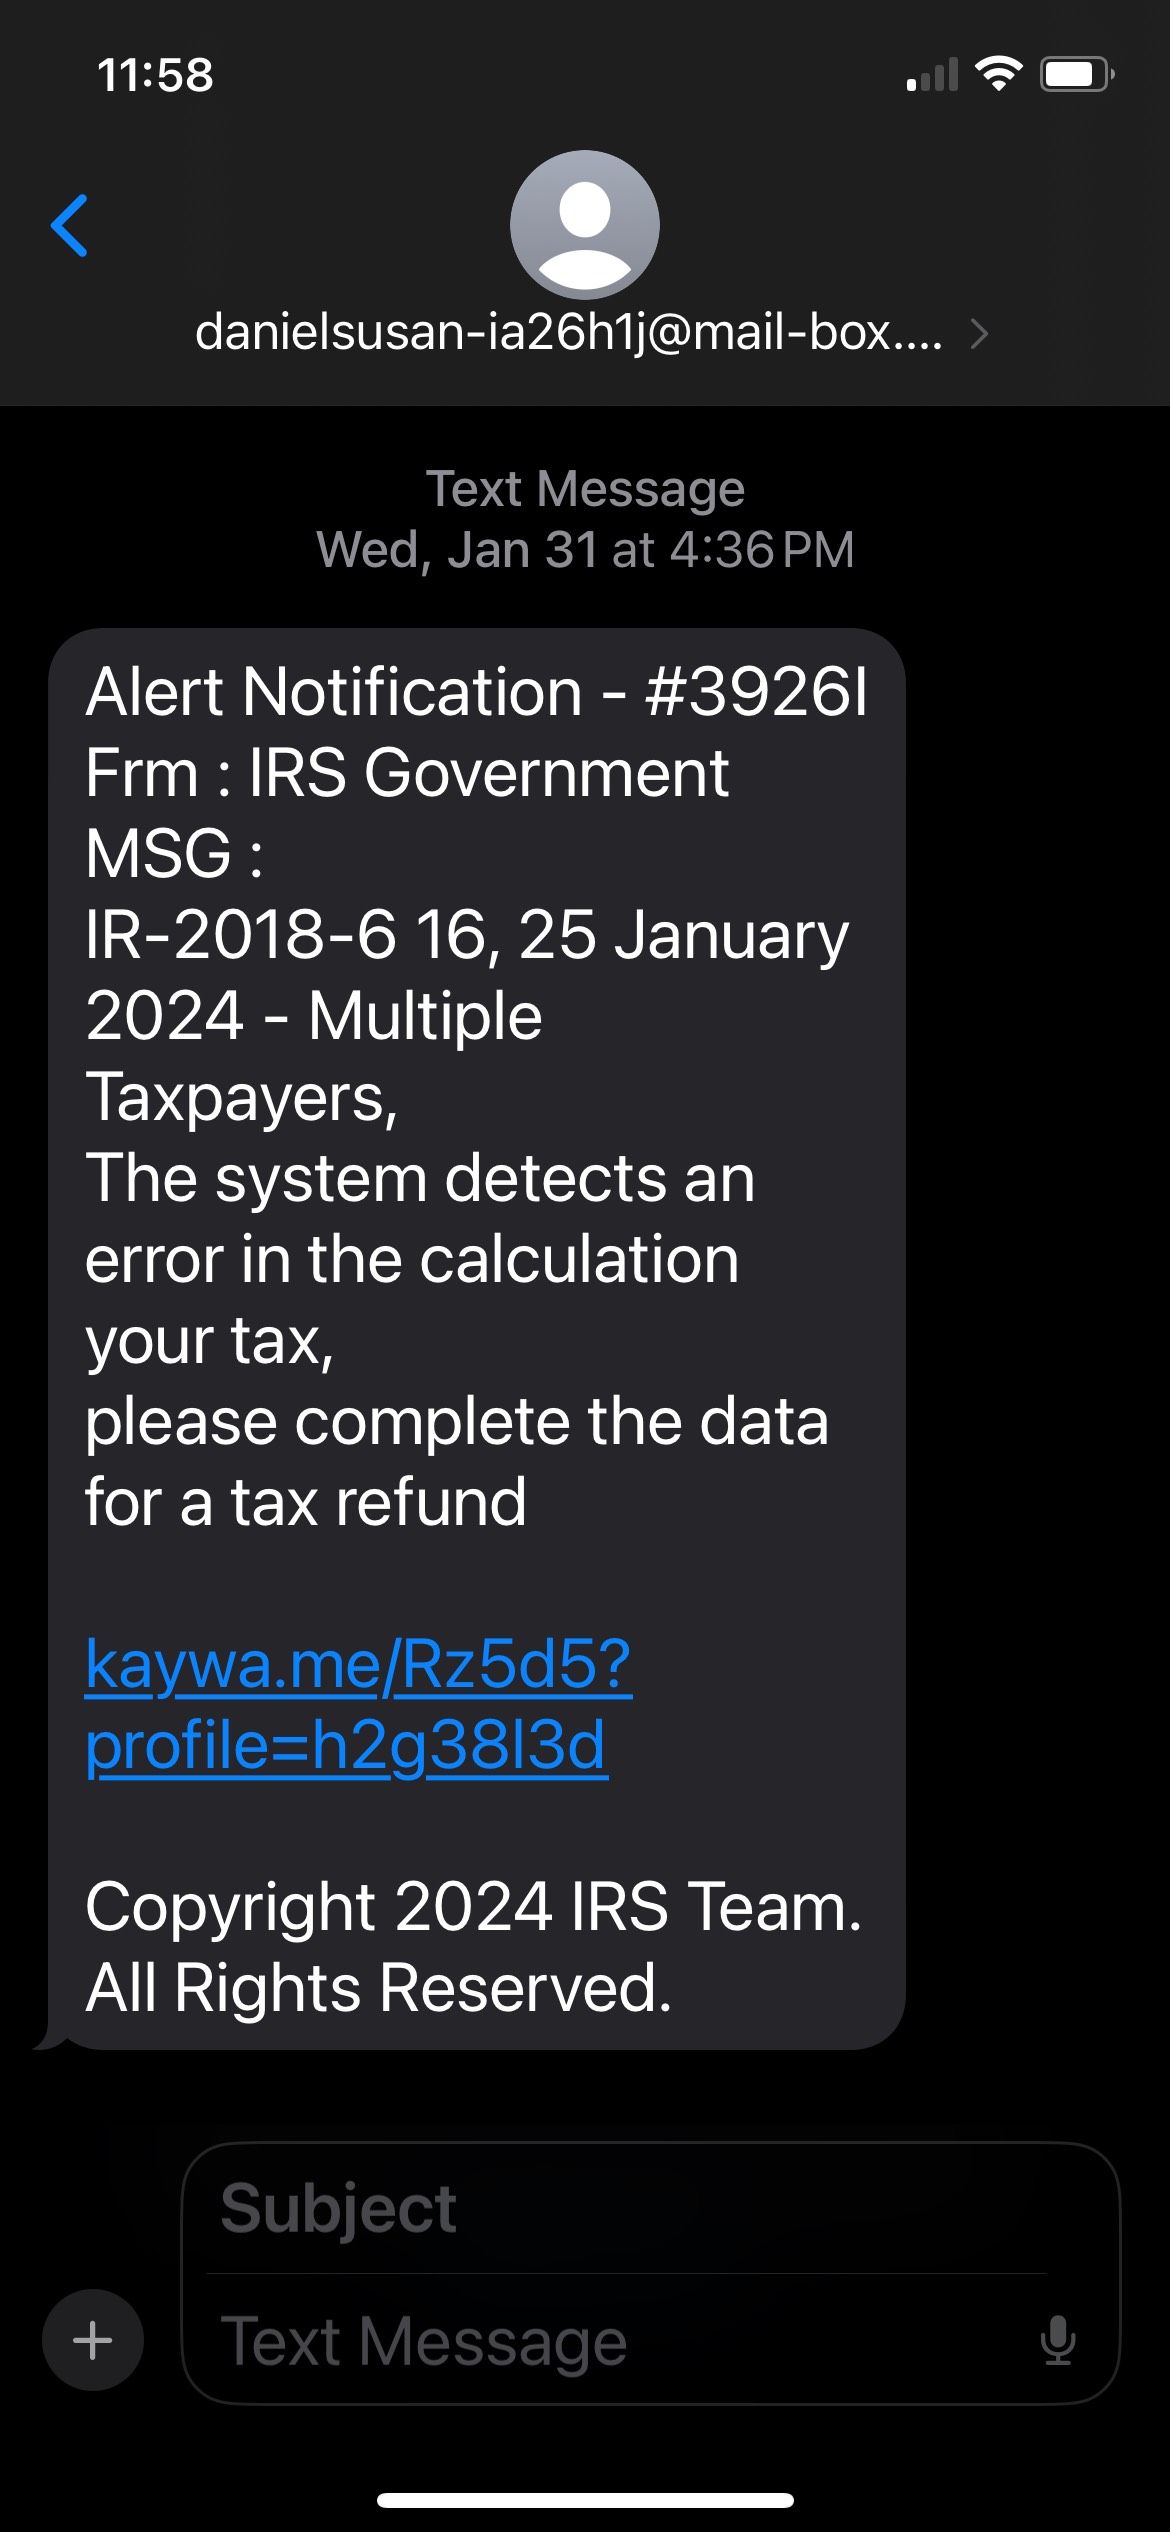 11:58
danielsusan-ia26h1j@mail-box....
Text Message
Wed, Jan 31 at 4:36 PM
Alert Notification - #3926l
Frm : IRS Government
MSG :
IR-2018-6 16, 25 January
2024 - Multiple
Taxpayers,
The system detects an
error in the calculation
your tax,
please complete the data
for a tax refund
kaywa.me/Rz5d5?
profile=h2g38l3d
Copyright 2024 IRS Team.
All Rights Reserved.
Subject
Text Message